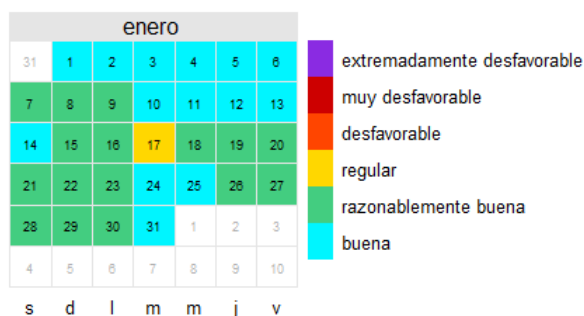 enero
31 1 2 3 4 5 6
7 8 9 10 11 12 13
14 15 16 17 18 19 20
21 22 23 24 25 26 27
28 29 30 31 1 2 3
4 5 6 7 8 9 10
s d l m m j v
extremadamente desfavorable
muy desfavorable
desfavorable
regular
razonablemente buena
buena